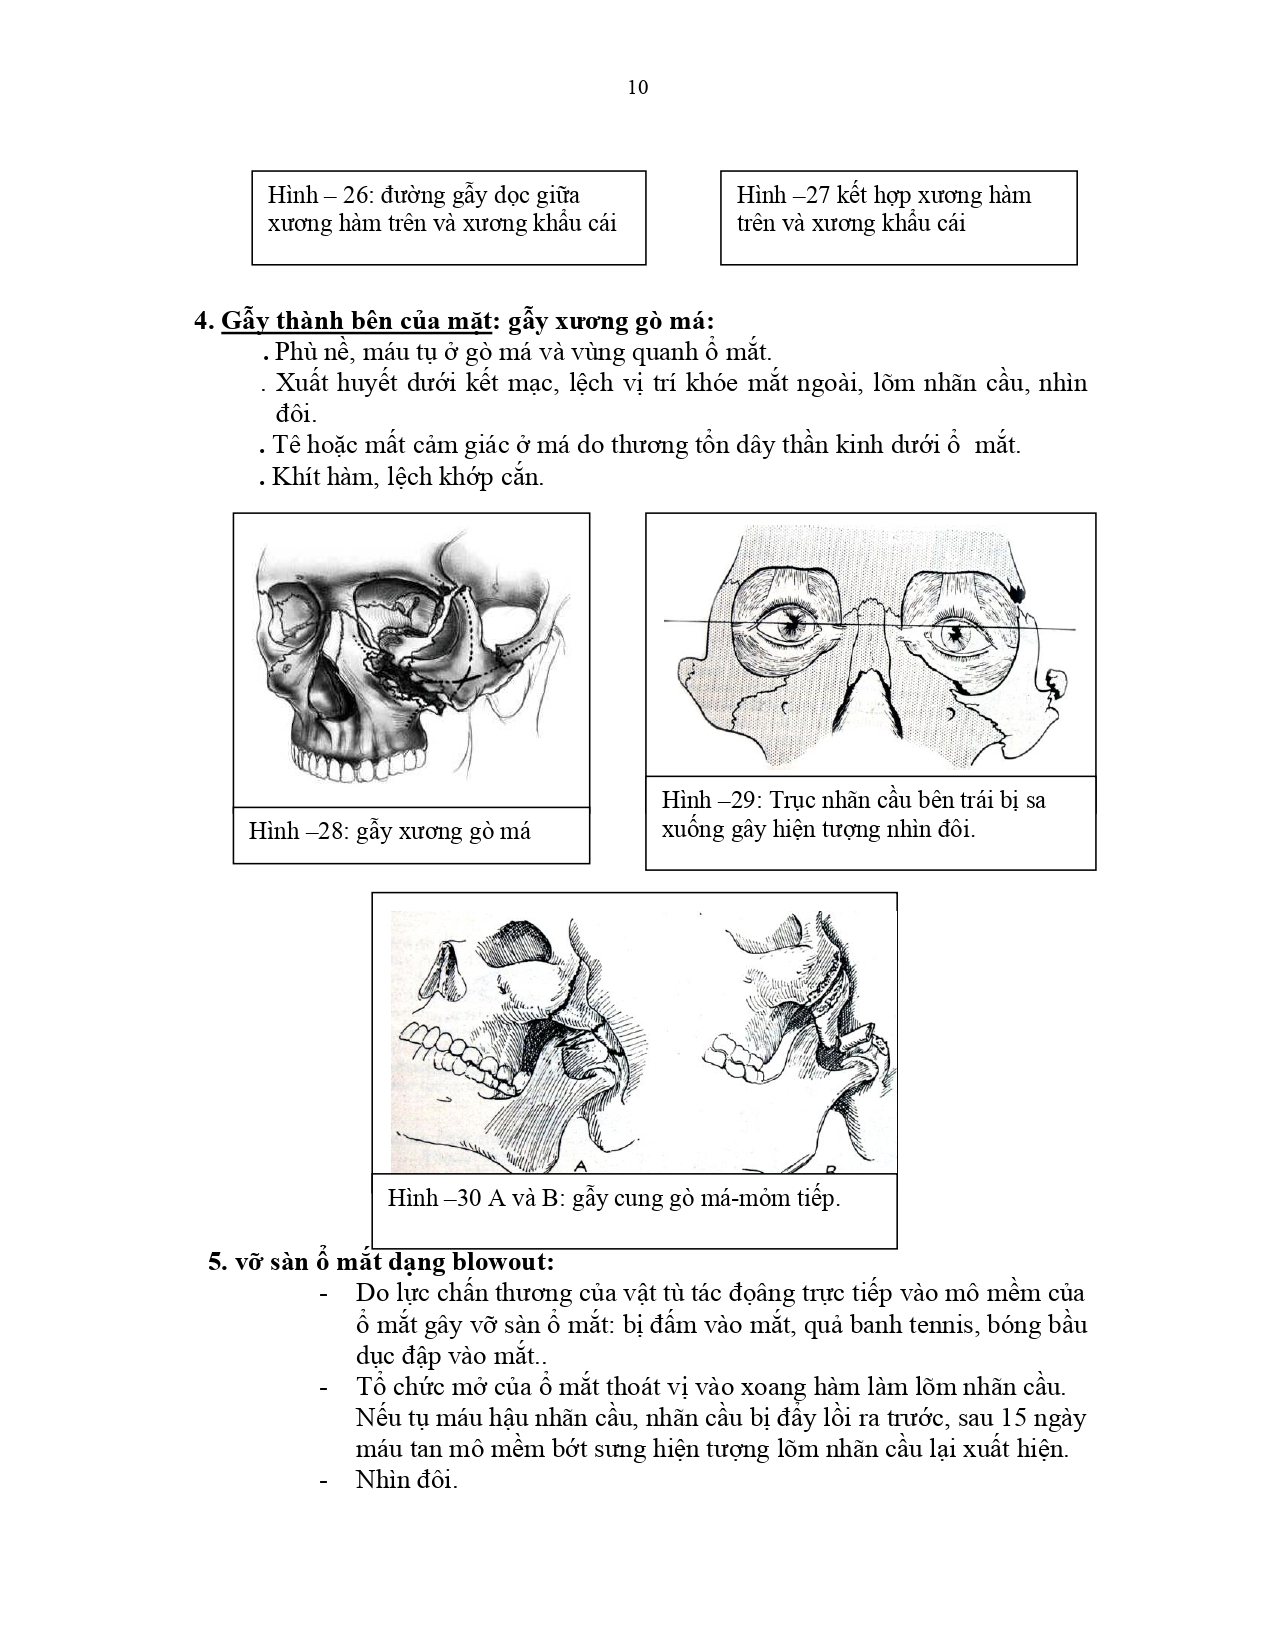 10
Hình – 26: đường gẫy dọc giữa
xương hàm trên và xương khẩu cái
Hình –27 kết hợp xương hàm
trên và xương khẩu cái
4. Gẫy thành bên của mặt: gẫy xương gò má:
. Phù nề, máu tụ ở gò má và vùng quanh ổ mắt.
. Xuất huyết dưới kết mạc, lệch vị trí khóe mắt ngoài, lõm nhãn cầu, nhìn
đôi.
. Tê hoặc mất cảm giác ở má do thương tổn dây thần kinh dưới ổ  mắt.
. Khít hàm, lệch khớp cắn.
Hình –28: gẫy xương gò má
Hình –29: Trục nhãn cầu bên trái bị sa
xuống gây hiện tượng nhìn đôi.
A
B
Hình –30 A và B: gẫy cung gò má-mỏm tiếp.
5. vỡ sàn ổ mắt dạng blowout:
- Do lực chấn thương của vật tù tác đọâng trực tiếp vào mô mềm của
ổ mắt gây vỡ sàn ổ mắt: bị đấm vào mắt, quả banh tennis, bóng bầu
dục đập vào mắt..
- Tổ chức mở của ổ mắt thoát vị vào xoang hàm làm lõm nhãn cầu.
Nếu tụ máu hậu nhãn cầu, nhãn cầu bị đẩy lồi ra trước, sau 15 ngày
máu tan mô mềm bớt sưng hiện tượng lõm nhãn cầu lại xuất hiện.
- Nhìn đôi.